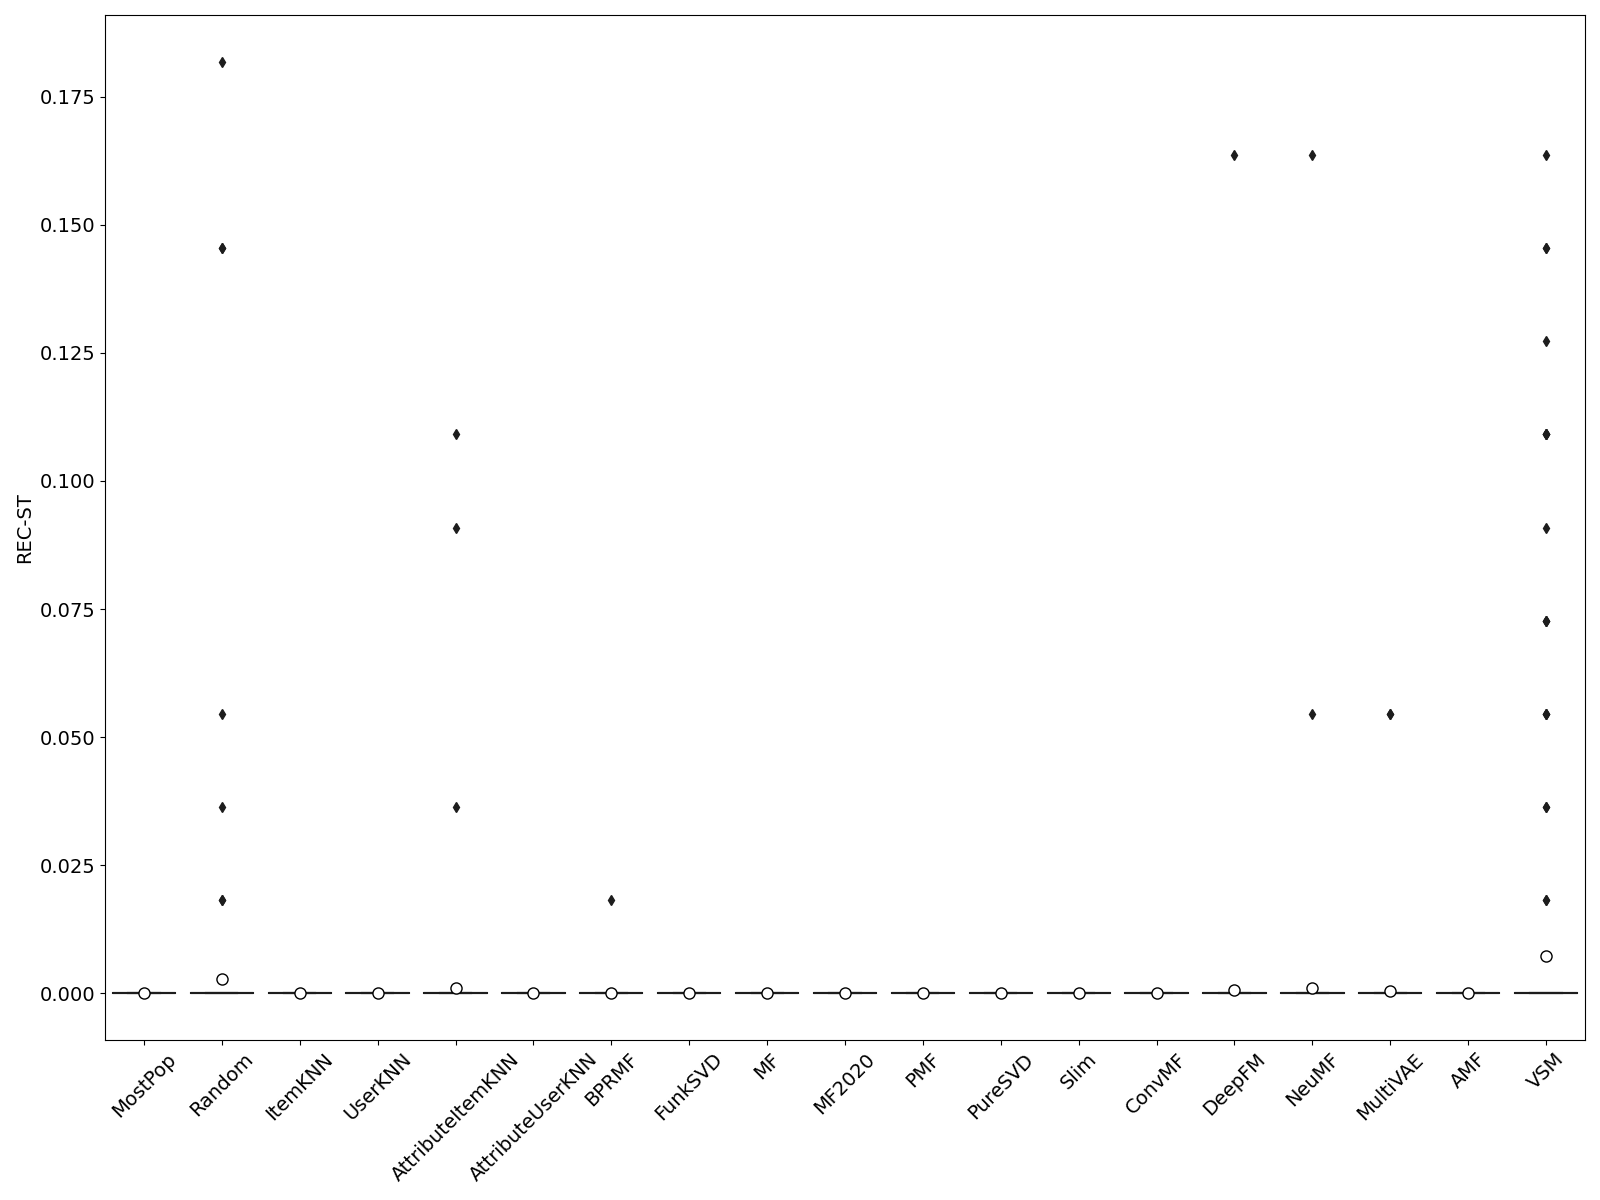 0.175
0.150
0.125
0.100
0.075
0.050
0.025
0.000
REC-ST
MostPop
Random
ItemKNN
UserKNN
AttributeItemKNN
AttributeUserKNN
BPRMF
FunkSVD
MF
MF2020
PMF
PureSVD
Slim
ConvMF
DeepFM
NeuMF
MultiVAE
AMF
VSM